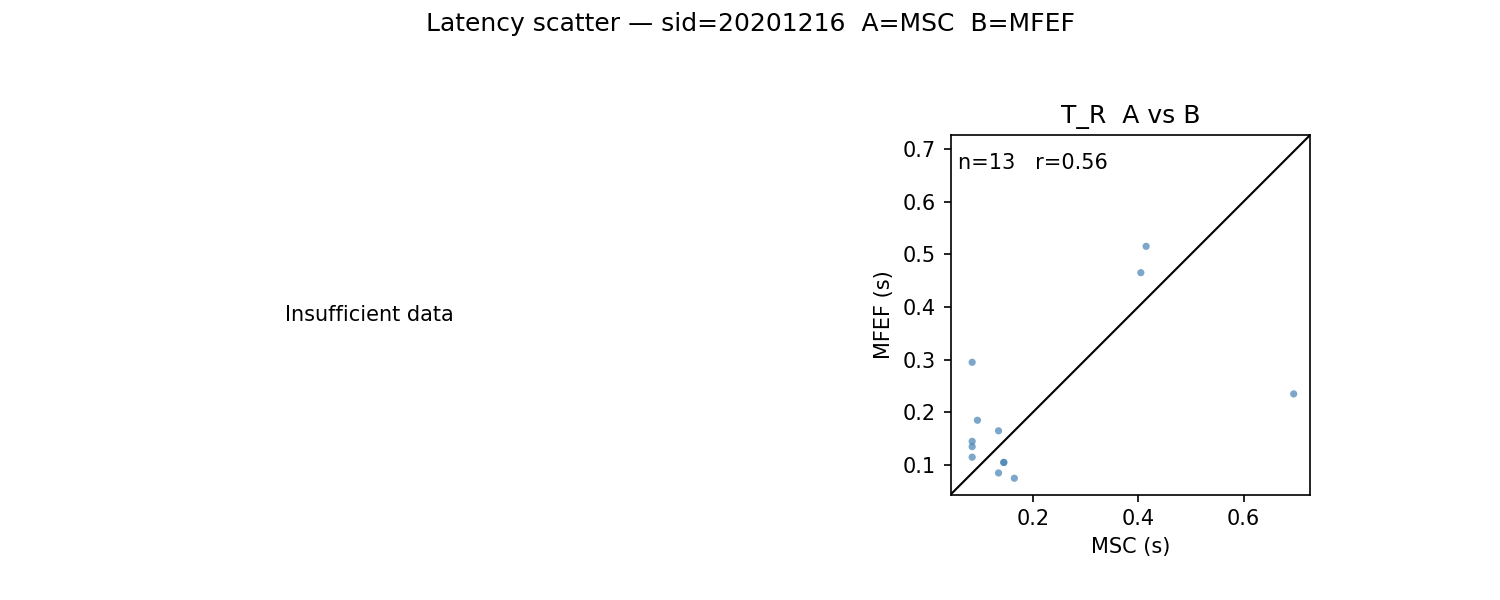 Latency scatter — sid=20201216  A=MSC  B=MFEF
Insufficient data
T_R  A vs B
n=13   r=0.56
0.7
0.6
0.5
0.4
0.3
0.2
0.1
MFEF (s)
0.2 0.4 0.6
MSC (s)